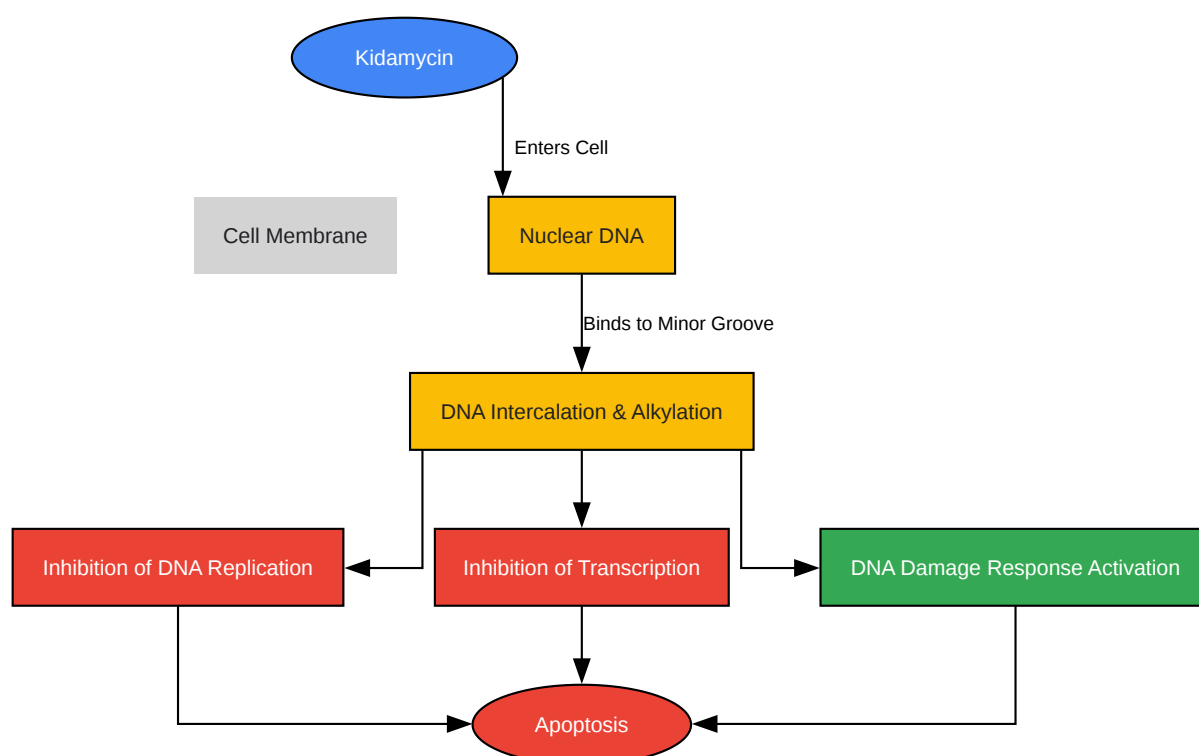 Kidamycin
Enters Cell
Cell Membrane
Nuclear DNA
Binds to Minor Groove
DNA Intercalation & Alkylation
Inhibition of DNA Replication
Inhibition of Transcription
DNA Damage Response Activation
Apoptosis